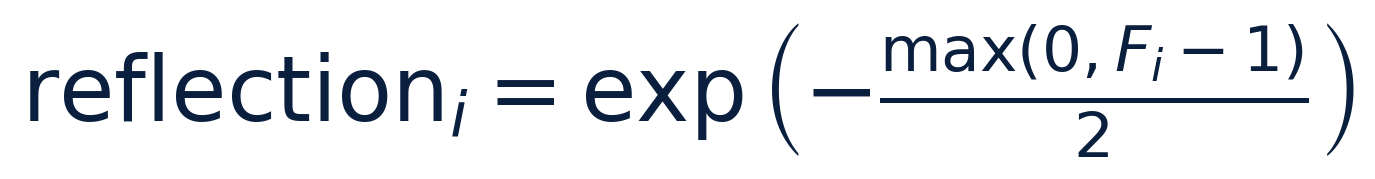 reflection_i = exp(−max(0, F_i − 1)/2)